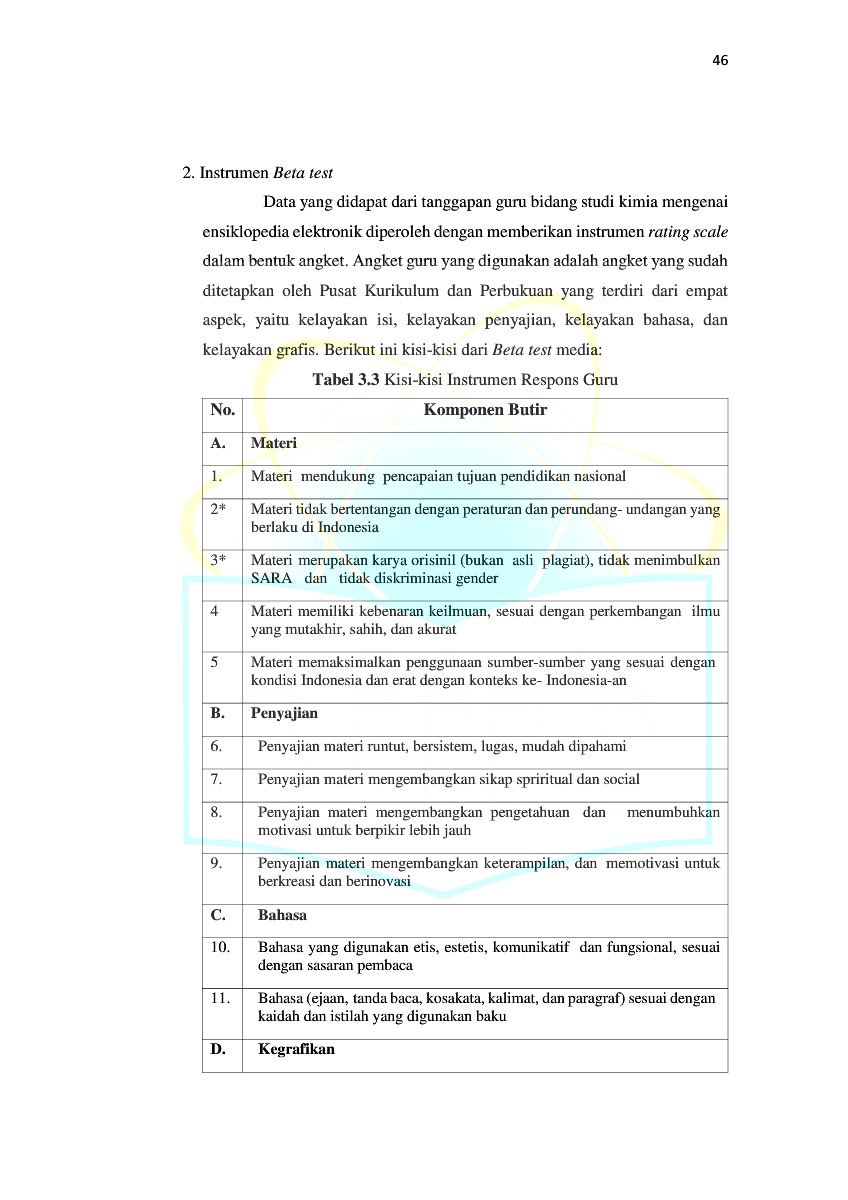 46
2. Instrumen Beta test
Data yang didapat dari tanggapan guru bidang studi kimia mengenai
ensiklopedia elektronik diperoleh dengan memberikan instrumen rating scale
dalam bentuk angket. Angket guru yang digunakan adalah angket yang sudah
ditetapkan oleh Pusat Kurikulum dan Perbukuan yang terdiri dari empat
aspek, yaitu kelayakan isi, kelayakan penyajian, kelayakan bahasa, dan
kelayakan grafis. Berikut ini kisi-kisi dari Beta test media:
Tabel 3.3 Kisi-kisi Instrumen Respons Guru
No. Komponen Butir
A. Materi
1. Materi mendukung pencapaian tujuan pendidikan nasional
2* Materi tidak bertentangan dengan peraturan dan perundang- undangan yang
berlaku di Indonesia
3* Materi merupakan karya orisinil (bukan asli plagiat), tidak menimbulkan
SARA dan tidak diskriminasi gender
4 Materi memiliki kebenaran keilmuan, sesuai dengan perkembangan ilmu
yang mutakhir, sahih, dan akurat
5 Materi memaksimalkan penggunaan sumber-sumber yang sesuai dengan
kondisi Indonesia dan erat dengan konteks ke- Indonesia-an
B. Penyajian
6. Penyajian materi runtut, bersistem, lugas, mudah dipahami
7. Penyajian materi mengembangkan sikap spriritual dan social
8. Penyajian materi mengembangkan pengetahuan dan menumbuhkan
motivasi untuk berpikir lebih jauh
9. Penyajian materi mengembangkan keterampilan, dan memotivasi untuk
berkreasi dan berinovasi
C. Bahasa
10. Bahasa yang digunakan etis, estetis, komunikatif dan fungsional, sesuai
dengan sasaran pembaca
11. Bahasa (ejaan, tanda baca, kosakata, kalimat, dan paragraf) sesuai dengan
kaidah dan istilah yang digunakan baku
D. Kegrafikan